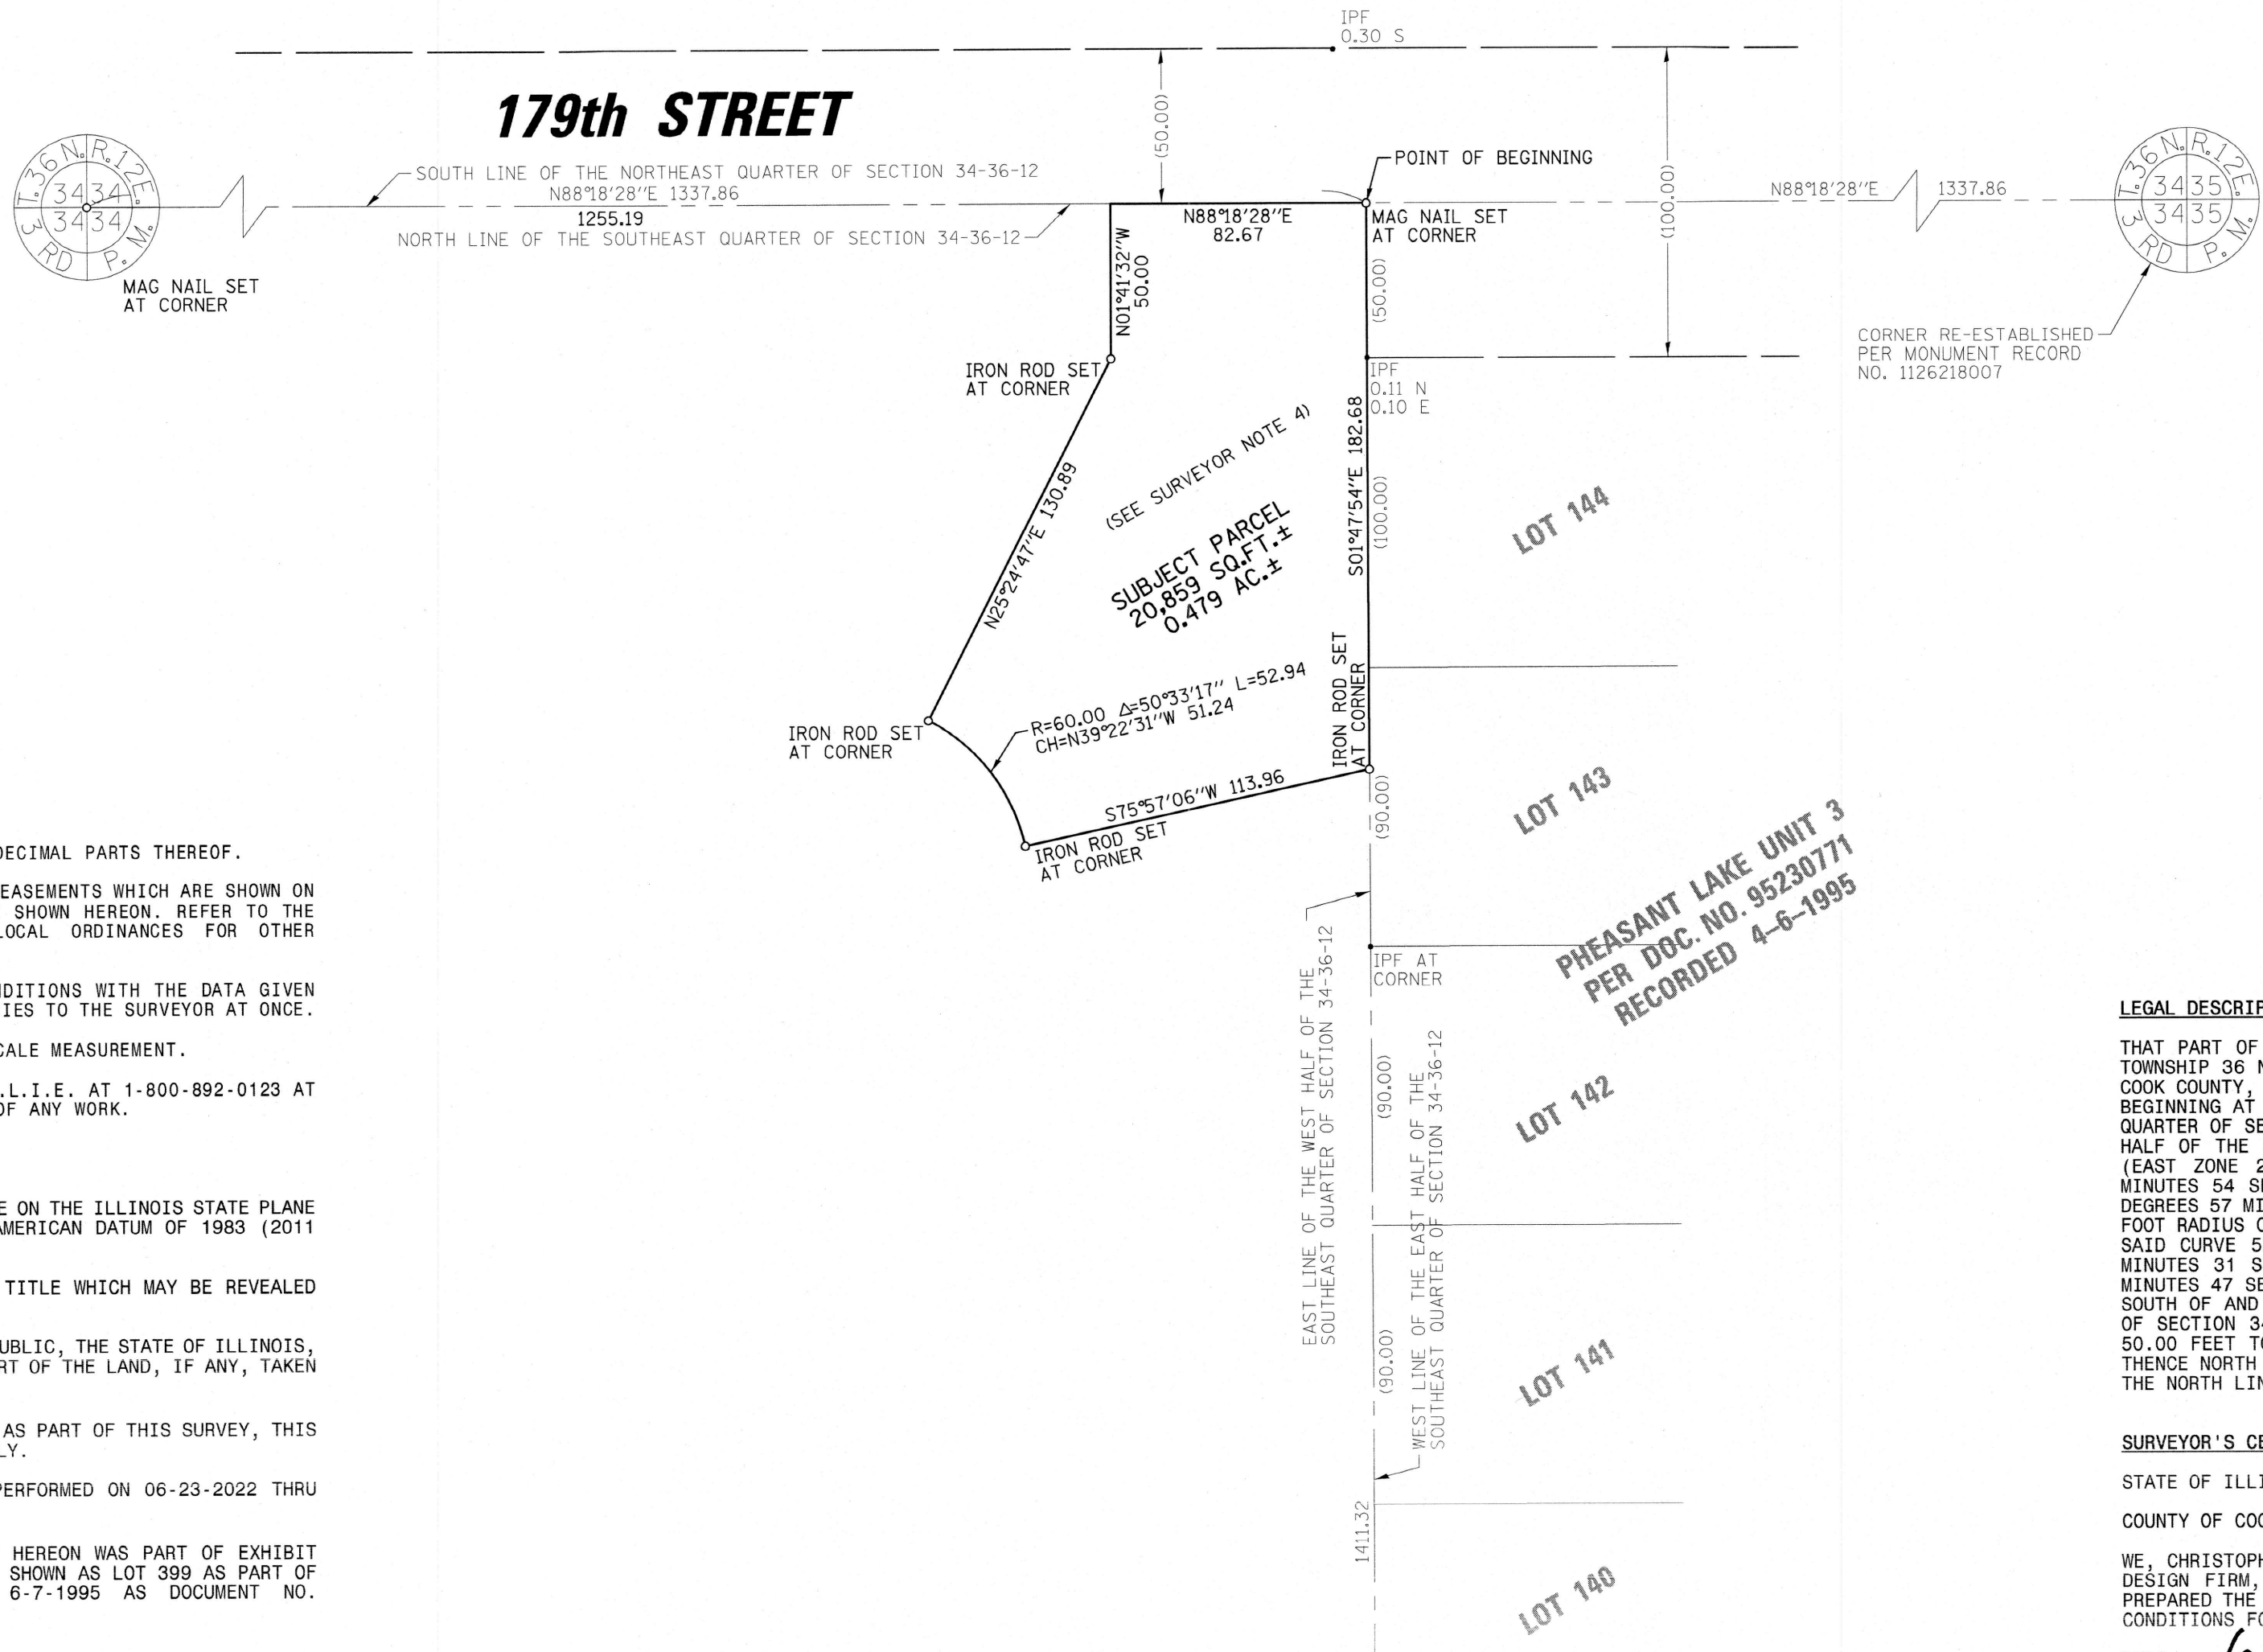 IPF
0.30 S
179th STREET
(50.00)
(100.00)
POINT OF BEGINNING
SOUTH LINE OF THE NORTHEAST QUARTER OF SECTION 34-36-12
N88°18'28"E 1337.86
1255.19
NORTH LINE OF THE SOUTHEAST QUARTER OF SECTION 34-36-12
T.36 N. R.12E.
34 34
34 34
3 RD P.M.
MAG NAIL SET
AT CORNER
N88°18'28"E
82.67
MAG NAIL SET
AT CORNER
N88°18'28"E 1337.86
T.36 N. R.12E.
34 35
34 35
3 RD P.M.
CORNER RE-ESTABLISHED
PER MONUMENT RECORD
NO. 1126218007
N01°41'32"W
50.00
(50.00)
IRON ROD SET
AT CORNER
IPF
0.11 N
0.10 E
N25°24'47"E 130.89
(SEE SURVEYOR NOTE 4)
SUBJECT PARCEL
20,859 SQ.FT.±
0.479 AC.±
S01°47'54"E 182.68
(100.00)
LOT 144
IRON ROD SET
AT CORNER
R=60.00 Δ=50°33'17" L=52.94
CH=N39°22'31"W 51.24
IRON ROD SET
AT CORNER
S75°57'06"W 113.96
IRON ROD SET
AT CORNER
(90.00)
LOT 143
PHEASANT LAKE UNIT 3
PER DOC. NO. 95230771
RECORDED 4-6-1995
IPF AT
CORNER
EAST LINE OF THE WEST HALF OF THE
SOUTHEAST QUARTER OF SECTION 34-36-12
(90.00)
WEST LINE OF THE EAST HALF OF THE
SOUTHEAST QUARTER OF SECTION 34-36-12
LOT 142
(90.00)
LOT 141
1411.32
LOT 140
DECIMAL PARTS THEREOF.
EASEMENTS WHICH ARE SHOWN ON
SHOWN HEREON. REFER TO THE
LOCAL ORDINANCES FOR OTHER
NDITIONS WITH THE DATA GIVEN
IES TO THE SURVEYOR AT ONCE.
CALE MEASUREMENT.
.L.I.E. AT 1-800-892-0123 AT
OF ANY WORK.
E ON THE ILLINOIS STATE PLANE
AMERICAN DATUM OF 1983 (2011
TITLE WHICH MAY BE REVEALED
UBLIC, THE STATE OF ILLINOIS,
RT OF THE LAND, IF ANY, TAKEN
AS PART OF THIS SURVEY, THIS
LY.
PERFORMED ON 06-23-2022 THRU
HEREON WAS PART OF EXHIBIT
SHOWN AS LOT 399 AS PART OF
6-7-1995 AS DOCUMENT NO.
LEGAL DESCRIP
THAT PART OF
TOWNSHIP 36 N
COOK COUNTY,
BEGINNING AT
QUARTER OF SE
HALF OF THE
(EAST ZONE 2
MINUTES 54 SE
DEGREES 57 MI
FOOT RADIUS C
SAID CURVE 5
MINUTES 31 S
MINUTES 47 SE
SOUTH OF AND
OF SECTION 34
50.00 FEET TO
THENCE NORTH
THE NORTH LIN
SURVEYOR'S CE
STATE OF ILLI
COUNTY OF COO
WE, CHRISTOPH
DESIGN FIRM,
PREPARED THE
CONDITIONS FO